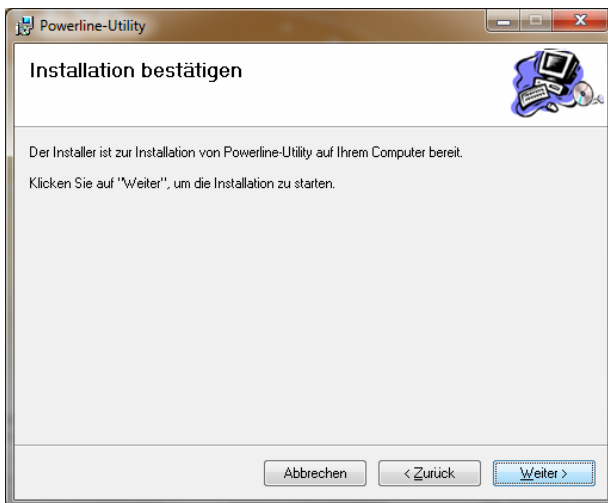 Powerline-Utility
Installation bestätigen
Der Installer ist zur Installation von Powerline-Utility auf Ihrem Computer bereit.
Klicken Sie auf "Weiter", um die Installation zu starten.
Abbrechen
< Zurück
Weiter >